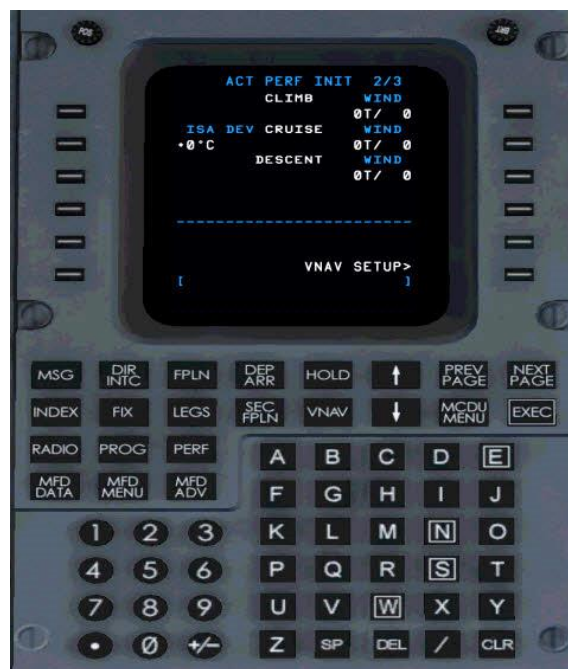 ACT PERF INIT 2/3
CLIMB WIND
0T/ 0
ISA DEV CRUISE WIND
+0°C 0T/ 0
DESCENT WIND
0T/ 0
------------------------
VNAV SETUP>
[ ]
MSG DIR INTC FPLN DEP ARR HOLD ↑ PREV PAGE NEXT PAGE
INDEX FIX LEGS SEC FPLN VNAV ↓ MCDU MENU EXEC
RADIO PROG PERF
MFD DATA MFD MENU MFD ADV
A B C D E
F G H I J
1 2 3 K L M N O
4 5 6 P Q R S T
7 8 9 U V W X Y
. 0 +/- Z SP DEL / CLR